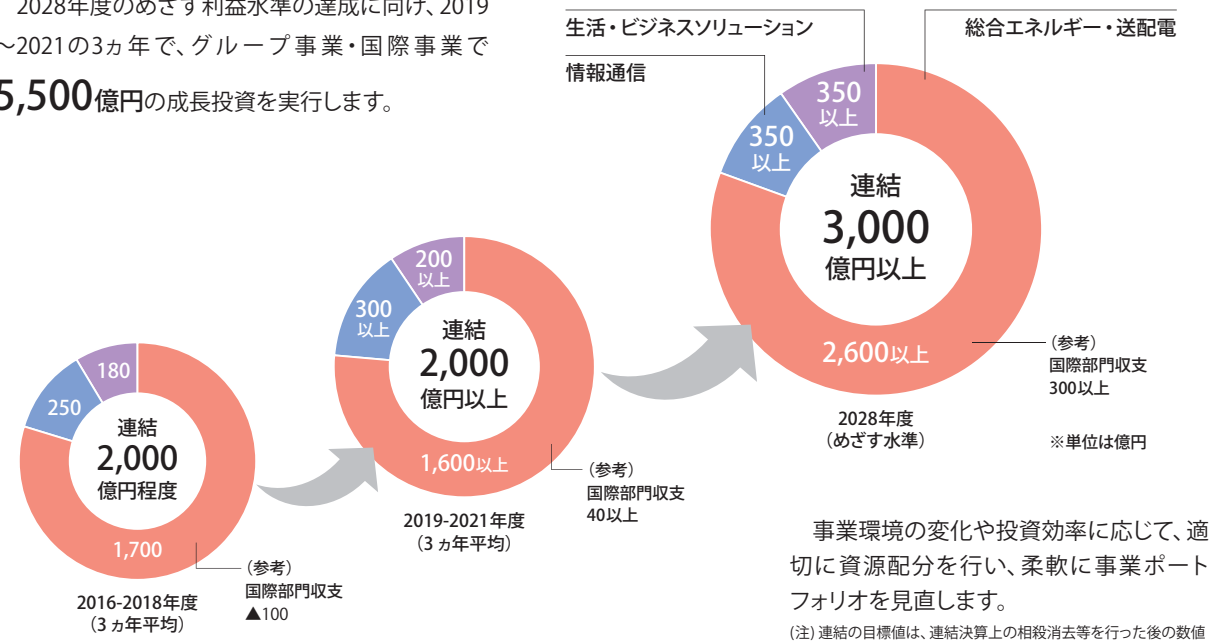 2028年度のめざす利益水準の達成に向け、2019
～2021の3ヵ年で、グループ事業・国際事業で
5,500億円の成長投資を実行します。
生活・ビジネスソリューション
総合エネルギー・送配電
情報通信
350
以上
350
以上
連結
3,000
億円以上
2,600以上
(参考)
国際部門収支
300以上
2028年度
(めざす水準)
※単位は億円
200
以上
300
以上
連結
2,000
億円以上
1,600以上
(参考)
国際部門収支
40以上
2019-2021年度
(3ヵ年平均)
180
250
連結
2,000
億円程度
1,700
(参考)
国際部門収支
▲100
2016-2018年度
(3ヵ年平均)
事業環境の変化や投資効率に応じて、適
切に資源配分を行い、柔軟に事業ポート
フォリオを見直します。
(注) 連結の目標値は、連結決算上の相殺消去等を行った後の数値